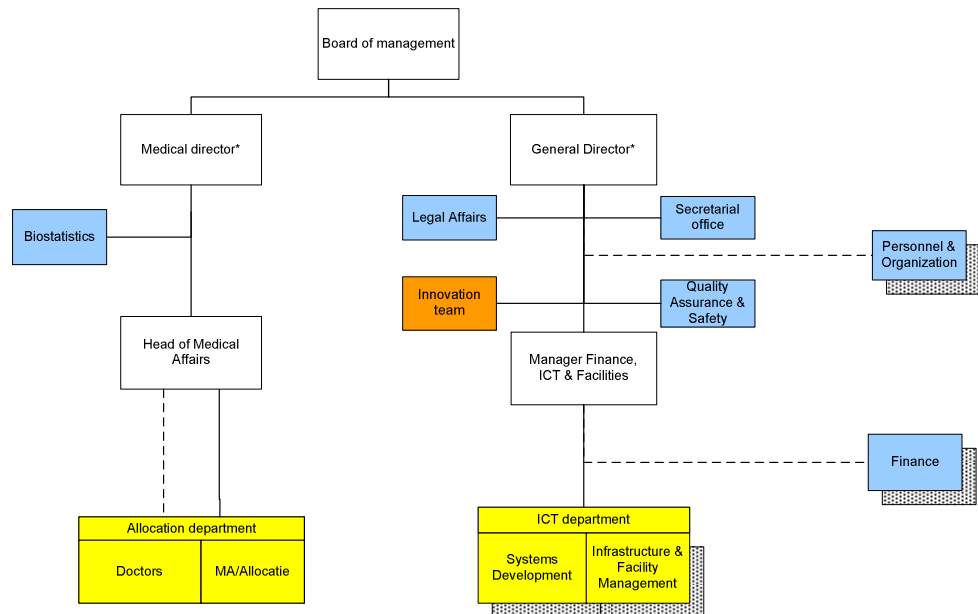 Board of management
Medical director*
General Director*
Legal Affairs
Secretarial
office
Biostatistics
Personnel &
Organization
Innovation
team
Quality
Assurance &
Safety
Head of Medical
Affairs
Manager Finance,
ICT & Facilities
Finance
Allocation department
Doctors
MA/Allocatie
ICT department
Systems
Development
Infrastructure &
Facility
Management